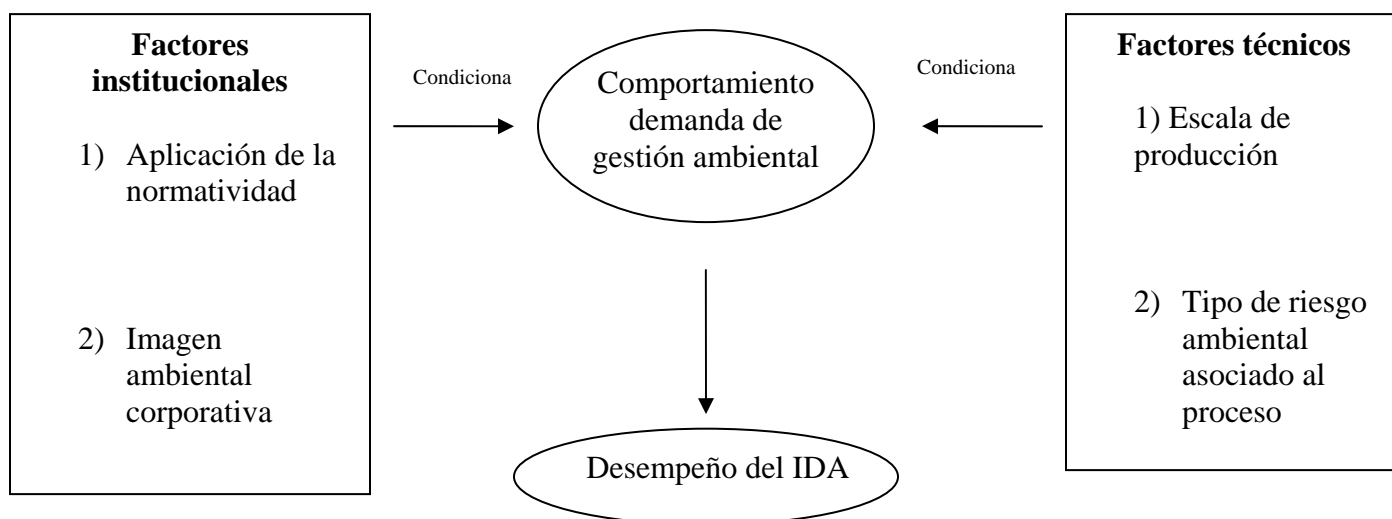 Factores
institucionales
1) Aplicación de la
normatividad
2) Imagen
ambiental
corporativa
Condiciona
Comportamiento
demanda de
gestión ambiental
Condiciona
Factores técnicos
1) Escala de
producción
2) Tipo de riesgo
ambiental
asociado al
proceso
Desempeño del IDA